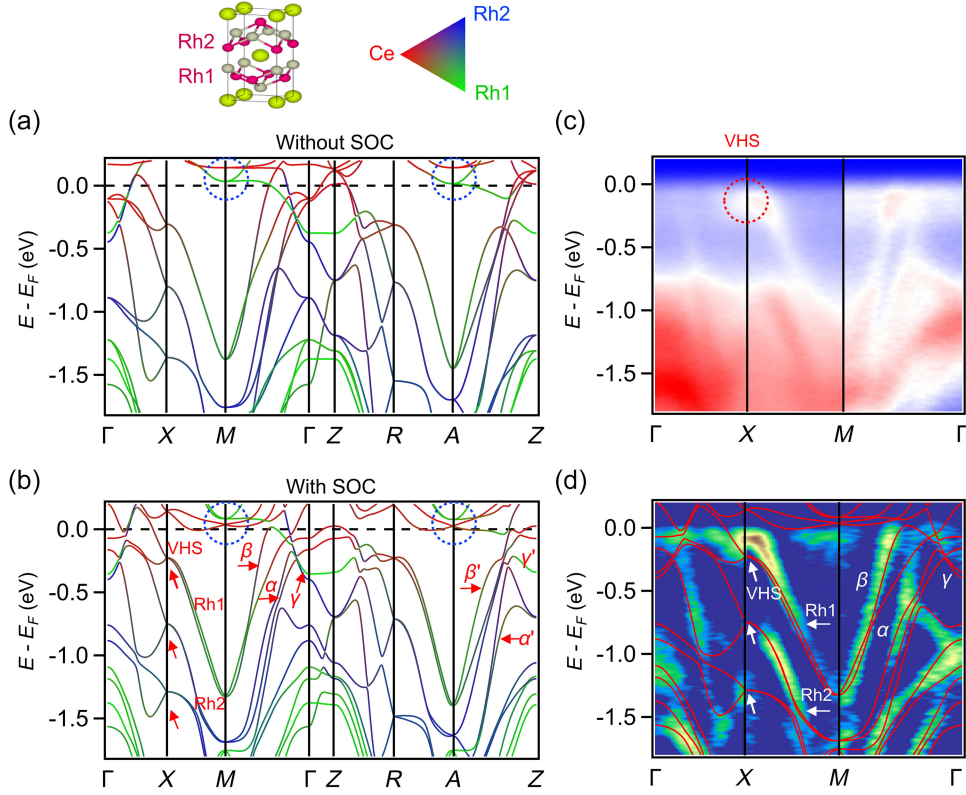 Rh2
Rh1
Ce
Rh2
Rh1
(a)
Without SOC
E - E_F (eV)
0.0
-0.5
-1.0
-1.5
Γ X M Γ Z R A Z
(c)
VHS
E - E_F (eV)
0.0
-0.5
-1.0
-1.5
Γ X M Γ
(b)
With SOC
E - E_F (eV)
0.0
-0.5
-1.0
-1.5
VHS
Rh1
Rh2
β
α
γ
β'
γ'
α'
Γ X M Γ Z R A Z
(d)
E - E_F (eV)
0.0
-0.5
-1.0
-1.5
VHS
Rh1
Rh2
β
α
γ
Γ X M Γ